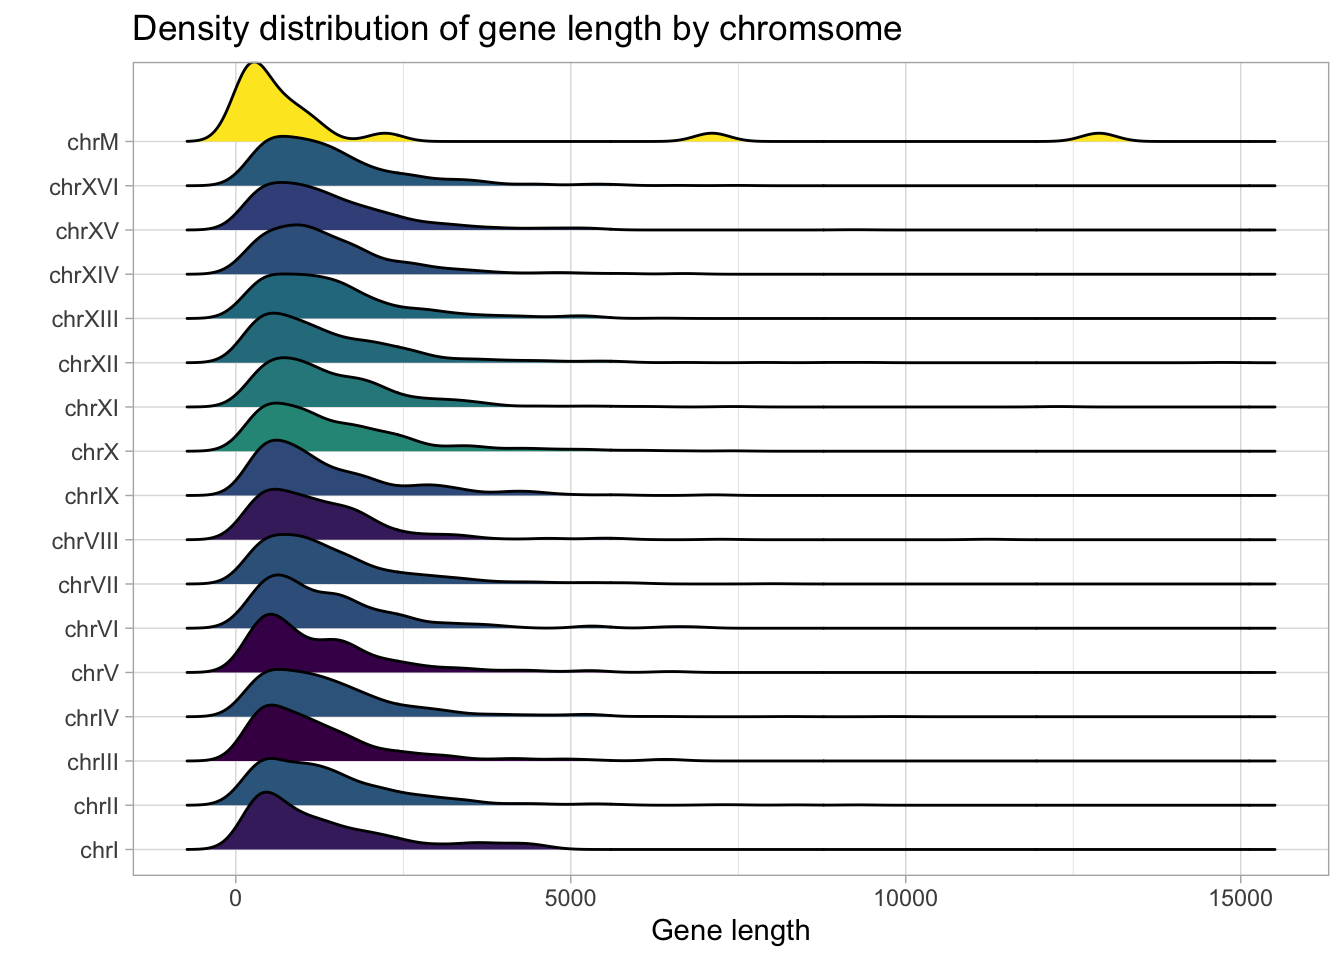 Density distribution of gene length by chromsome
chrM
chrXVI
chrXV
chrXIV
chrXIII
chrXII
chrXI
chrX
chrIX
chrVIII
chrVII
chrVI
chrV
chrIV
chrIII
chrII
chrI
0 5000 10000 15000
Gene length